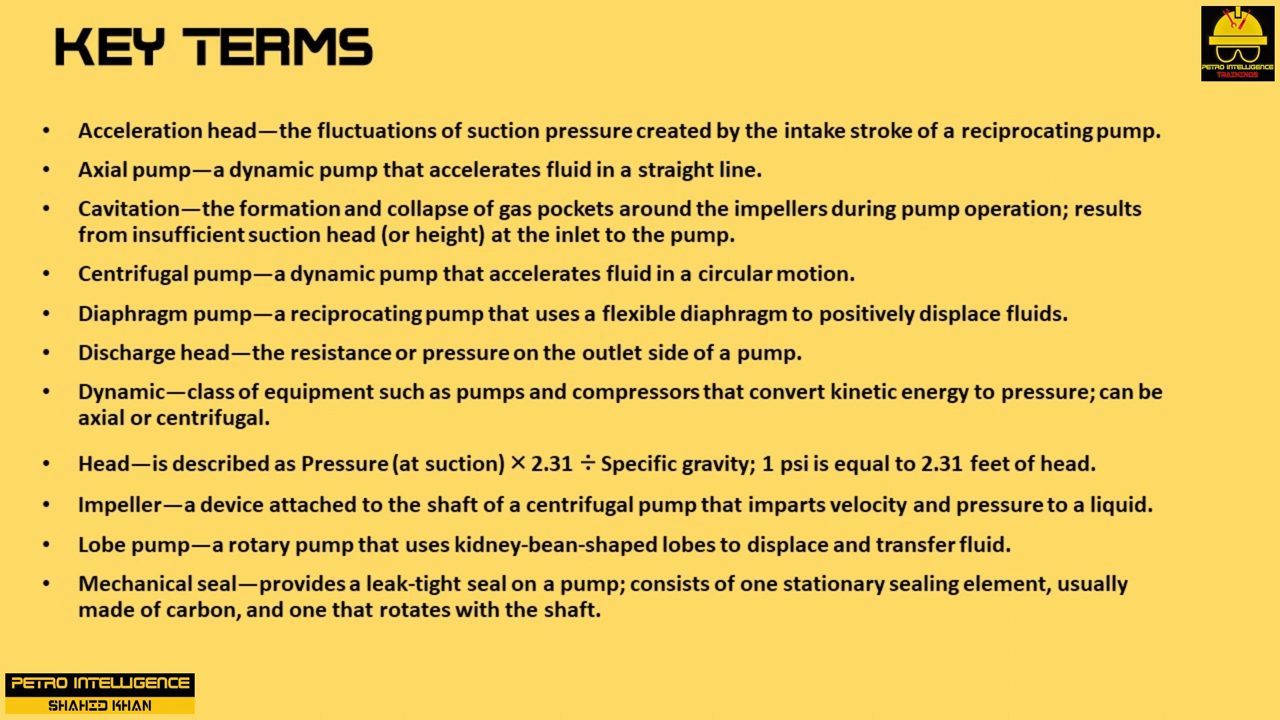 KEY TERMS
PETRO INTELLIGENCE
TRAININGS
• Acceleration head—the fluctuations of suction pressure created by the intake stroke of a reciprocating pump.
• Axial pump—a dynamic pump that accelerates fluid in a straight line.
• Cavitation—the formation and collapse of gas pockets around the impellers during pump operation; results
from insufficient suction head (or height) at the inlet to the pump.
• Centrifugal pump—a dynamic pump that accelerates fluid in a circular motion.
• Diaphragm pump—a reciprocating pump that uses a flexible diaphragm to positively displace fluids.
• Discharge head—the resistance or pressure on the outlet side of a pump.
• Dynamic—class of equipment such as pumps and compressors that convert kinetic energy to pressure; can be
axial or centrifugal.
• Head—is described as Pressure (at suction) × 2.31 ÷ Specific gravity; 1 psi is equal to 2.31 feet of head.
• Impeller—a device attached to the shaft of a centrifugal pump that imparts velocity and pressure to a liquid.
• Lobe pump—a rotary pump that uses kidney-bean-shaped lobes to displace and transfer fluid.
• Mechanical seal—provides a leak-tight seal on a pump; consists of one stationary sealing element, usually
made of carbon, and one that rotates with the shaft.
PETRO INTELLIGENCE
SHAHID KHAN